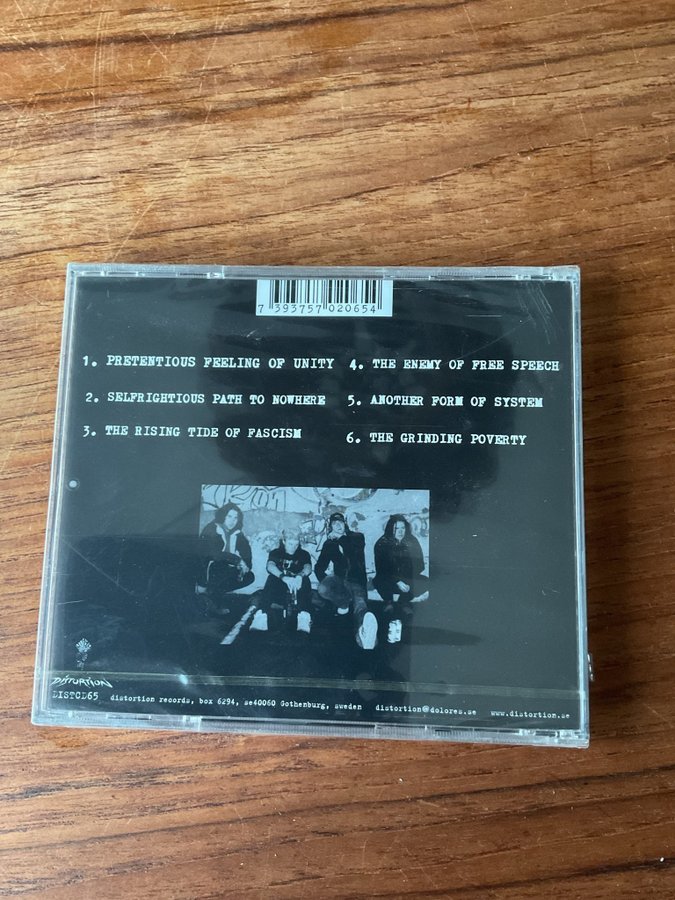 7 393757 020654
1. PRETENTIOUS FEELING OF UNITY
2. SELFRIGHTIOUS PATH TO NOWHERE
3. THE RISING TIDE OF FASCISM
4. THE ENEMY OF FREE SPEECH
5. ANOTHER FORM OF SYSTEM
6. THE GRINDING POVERTY
DISTORTION
DISTCD65 distortion records, box 6294, se40060 Gothenburg, sweden distortion@dolores.se www.distortion.se